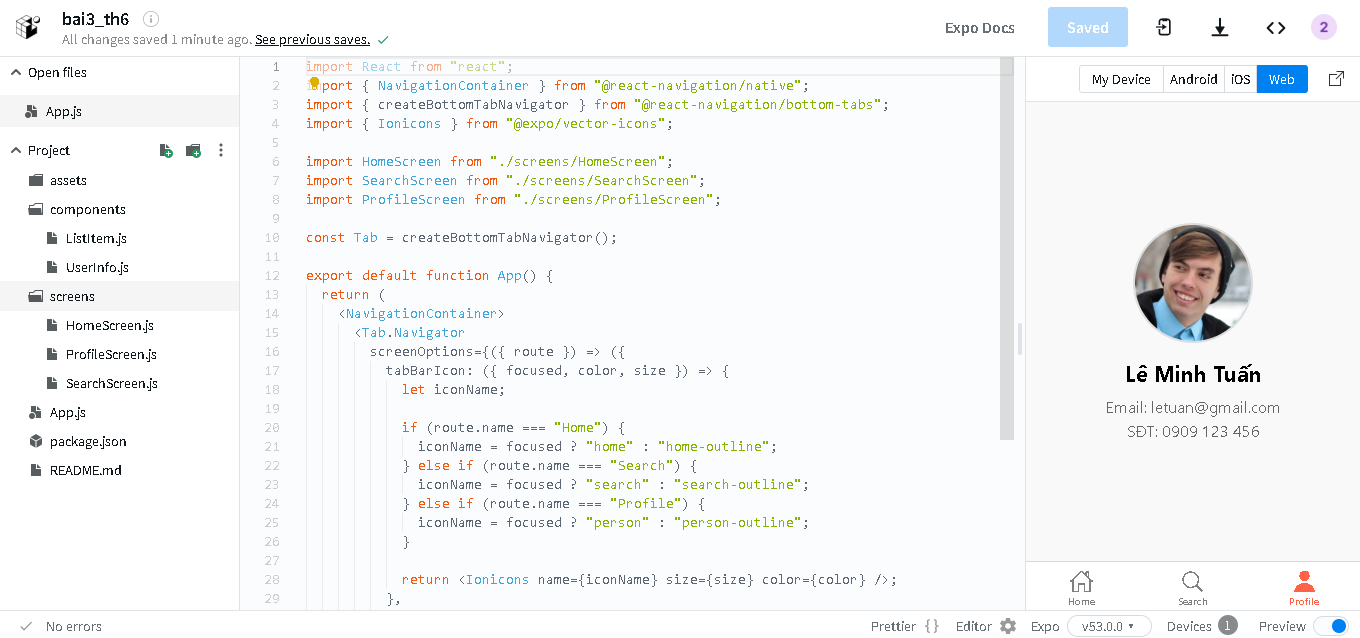 bai3_th6
All changes saved 1 minute ago. See previous saves.
Expo Docs
Saved
2
Open files
App.js
Project
assets
components
ListItem.js
UserInfo.js
screens
HomeScreen.js
ProfileScreen.js
SearchScreen.js
App.js
package.json
README.md
1 import React from "react";
2 import { NavigationContainer } from "@react-navigation/native";
3 import { createBottomTabNavigator } from "@react-navigation/bottom-tabs";
4 import { Ionicons } from "@expo/vector-icons";
5
6 import HomeScreen from "./screens/HomeScreen";
7 import SearchScreen from "./screens/SearchScreen";
8 import ProfileScreen from "./screens/ProfileScreen";
9
10 const Tab = createBottomTabNavigator();
11
12 export default function App() {
13 return (
14 <NavigationContainer>
15 <Tab.Navigator
16 screenOptions={({ route }) => ({
17 tabBarIcon: ({ focused, color, size }) => {
18 let iconName;
19
20 if (route.name === "Home") {
21 iconName = focused ? "home" : "home-outline";
22 } else if (route.name === "Search") {
23 iconName = focused ? "search" : "search-outline";
24 } else if (route.name === "Profile") {
25 iconName = focused ? "person" : "person-outline";
26 }
27
28 return <Ionicons name={iconName} size={size} color={color} />;
29 },
My Device Android iOS Web
Lê Minh Tuấn
Email: letuan@gmail.com
SĐT: 0909 123 456
Home Search Profile
No errors
Prettier {} Editor Expo v53.0.0 Devices 1 Preview